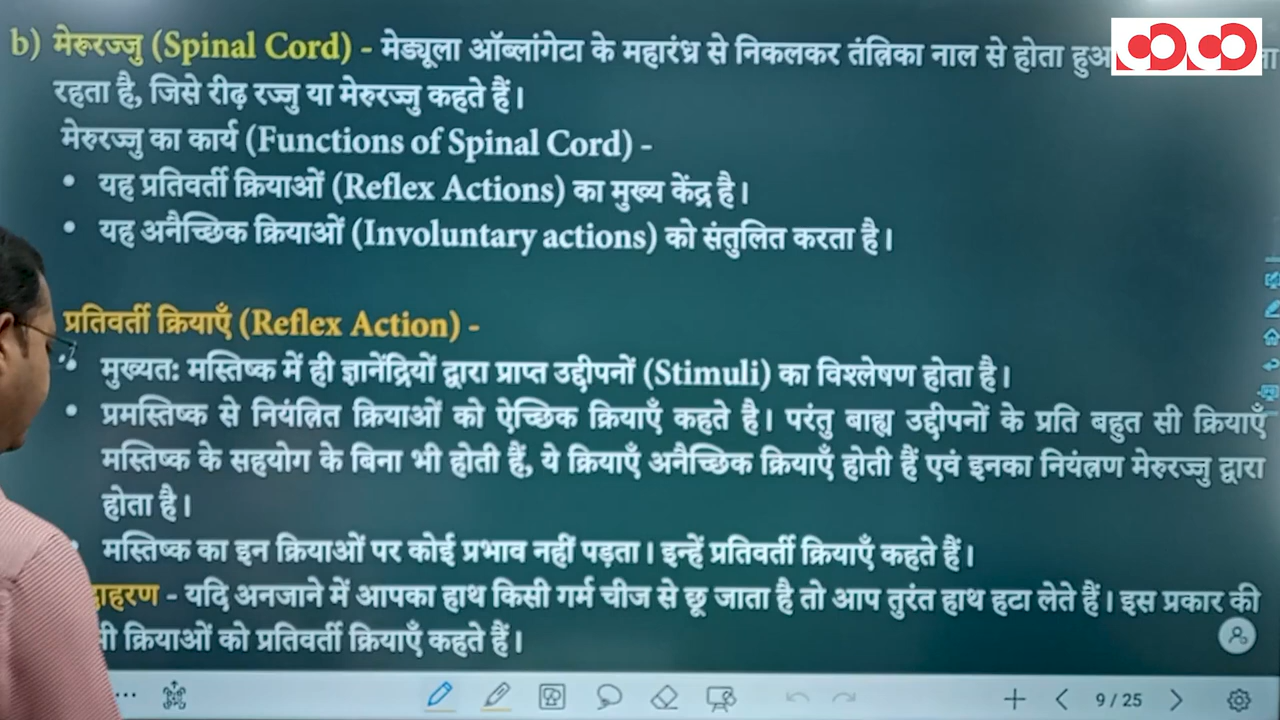 b) मेरूरज्जु (Spinal Cord) - मेड्यूला ऑब्लांगेटा के महारंध्र से निकलकर तंत्रिका नाल से होता हुआ
रहता है, जिसे रीढ़ रज्जु या मेरुरज्जु कहते हैं।
मेरुरज्जु का कार्य (Functions of Spinal Cord) -
• यह प्रतिवर्ती क्रियाओं (Reflex Actions) का मुख्य केंद्र है।
• यह अनैच्छिक क्रियाओं (Involuntary actions) को संतुलित करता है।
प्रतिवर्ती क्रियाएँ (Reflex Action) -
• मुख्यत: मस्तिष्क में ही ज्ञानेंद्रियों द्वारा प्राप्त उद्दीपनों (Stimuli) का विश्लेषण होता है।
• प्रमस्तिष्क से नियंत्रित क्रियाओं को ऐच्छिक क्रियाएँ कहते है। परंतु बाह्य उद्दीपनों के प्रति बहुत सी क्रियाएँ
मस्तिष्क के सहयोग के बिना भी होती हैं, ये क्रियाएँ अनैच्छिक क्रियाएँ होती हैं एवं इनका नियंत्रण मेरुरज्जु द्वारा
होता है।
मस्तिष्क का इन क्रियाओं पर कोई प्रभाव नहीं पड़ता। इन्हें प्रतिवर्ती क्रियाएँ कहते हैं।
- यदि अनजाने में आपका हाथ किसी गर्म चीज से छू जाता है तो आप तुरंत हाथ हटा लेते हैं। इस प्रकार की
क्रियाओं को प्रतिवर्ती क्रियाएँ कहते हैं।
9 / 25